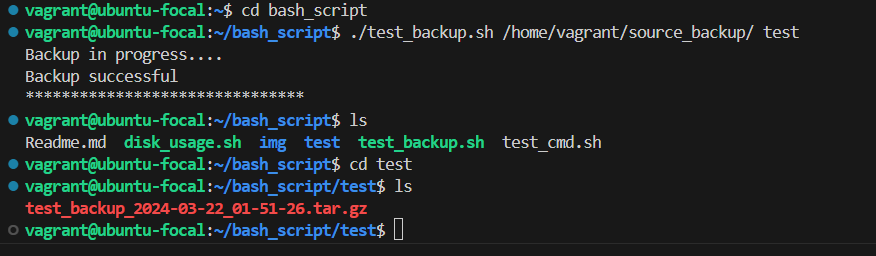 vagrant@ubuntu-focal:~$ cd bash_script
vagrant@ubuntu-focal:~/bash_script$ ./test_backup.sh /home/vagrant/source_backup/ test
Backup in progress....
Backup successful
*******************************
vagrant@ubuntu-focal:~/bash_script$ ls
Readme.md  disk_usage.sh  img  test  test_backup.sh  test_cmd.sh
vagrant@ubuntu-focal:~/bash_script$ cd test
vagrant@ubuntu-focal:~/bash_script/test$ ls
test_backup_2024-03-22_01-51-26.tar.gz
vagrant@ubuntu-focal:~/bash_script/test$